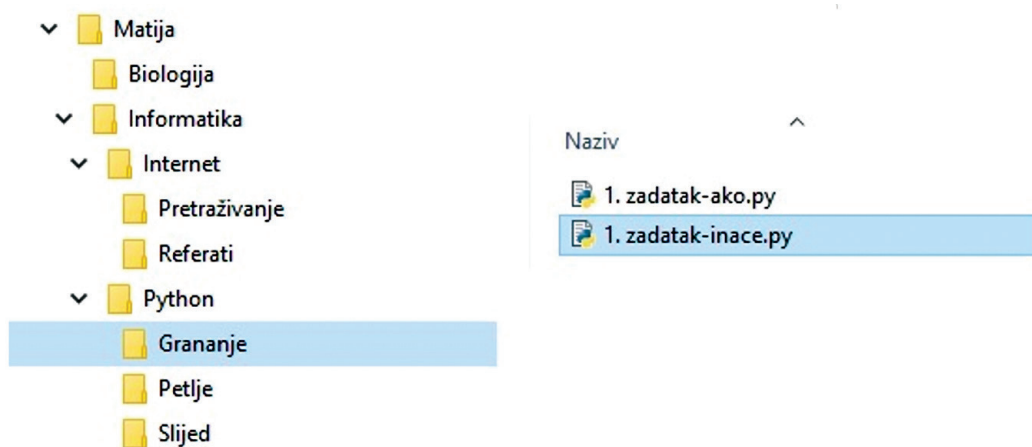 Matija
Biologija
Informatika
Internet
Pretraživanje
Referati
Python
Grananje
Petlje
Slijed
Naziv
1. zadatak-ako.py
1. zadatak-inace.py